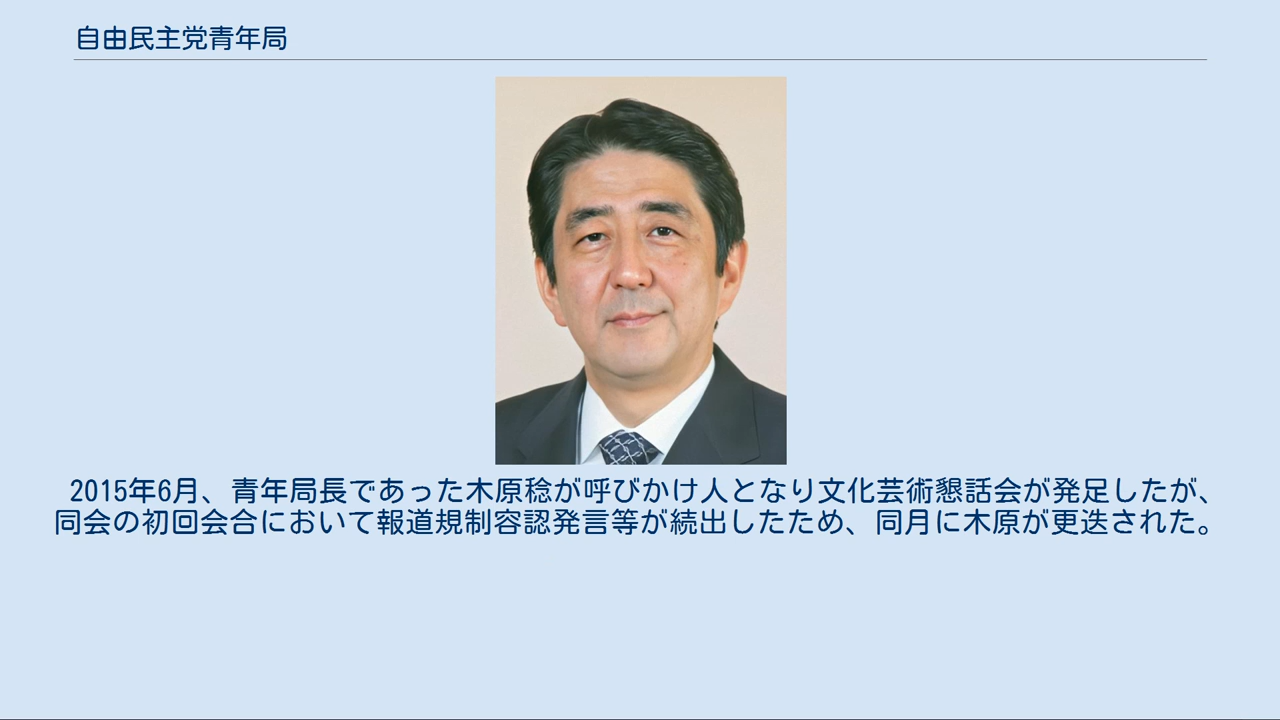 自由民主党青年局
2015年6月、青年局長であった木原稔が呼びかけ人となり文化芸術懇話会が発足したが、
同会の初回会合において報道規制容認発言等が続出したため、同月に木原が更迭された。